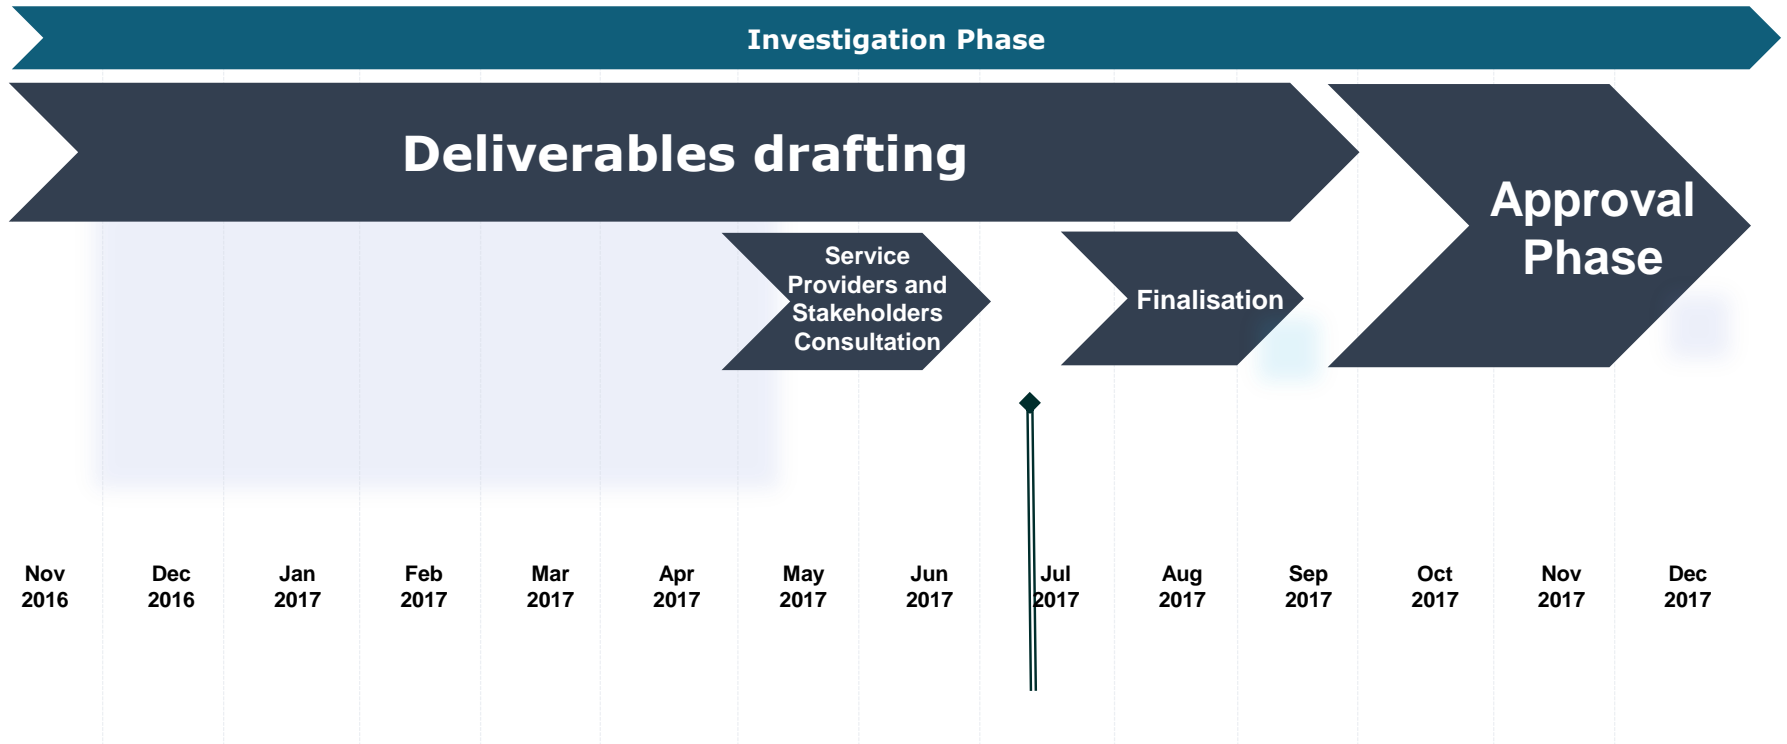 Investigation Phase
Deliverables drafting
Approval
Phase
Service
Providers and
Stakeholders
Consultation
Finalisation
Nov Dec Jan Feb Mar Apr May Jun Jul Aug Sep Oct Nov Dec
2016 2016 2017 2017 2017 2017 2017 2017 2017 2017 2017 2017 2017 2017